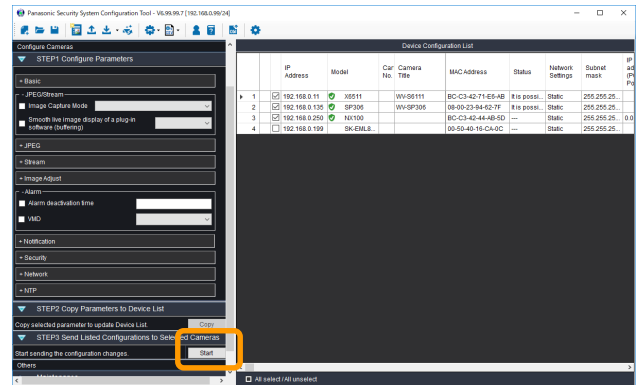 Panasonic Security System Configuration Tool - V6.99.99.7 [192.168.0.99/24]
Configure Cameras
STEP1 Configure Parameters
+ Basic
- JPEG/Stream
Image Capture Mode
Smooth live image display of a plug-in software (buffering)
+ JPEG
+ Stream
+ Image Adjust
- Alarm
Alarm deactivation time
VMD
+ Notification
+ Security
+ Network
+ NTP
STEP2 Copy Parameters to Device List
Copy selected parameter to update Device List. Copy
STEP3 Send Listed Configurations to Selected Cameras
Start sending the configuration changes. Start
Others
Device Configuration List
IP Address Model Car No. Camera Title MAC Address Status Network Settings Subnet mask
1 192.168.0.11 X6511 WV-S6111 BC-C3-42-71-E6-AB It is possi... Static 255.255.25...
2 192.168.0.135 SP306 WV-SP306 08-00-23-94-62-7F It is possi... Static 255.255.25...
3 192.168.0.250 NX100 BC-C3-42-44-AB-5D --- Static 255.255.25... 0.0
4 192.168.0.199 SK-EML8... 00-50-40-16-CA-0C --- Static 255.255.25...
All select / All unselect